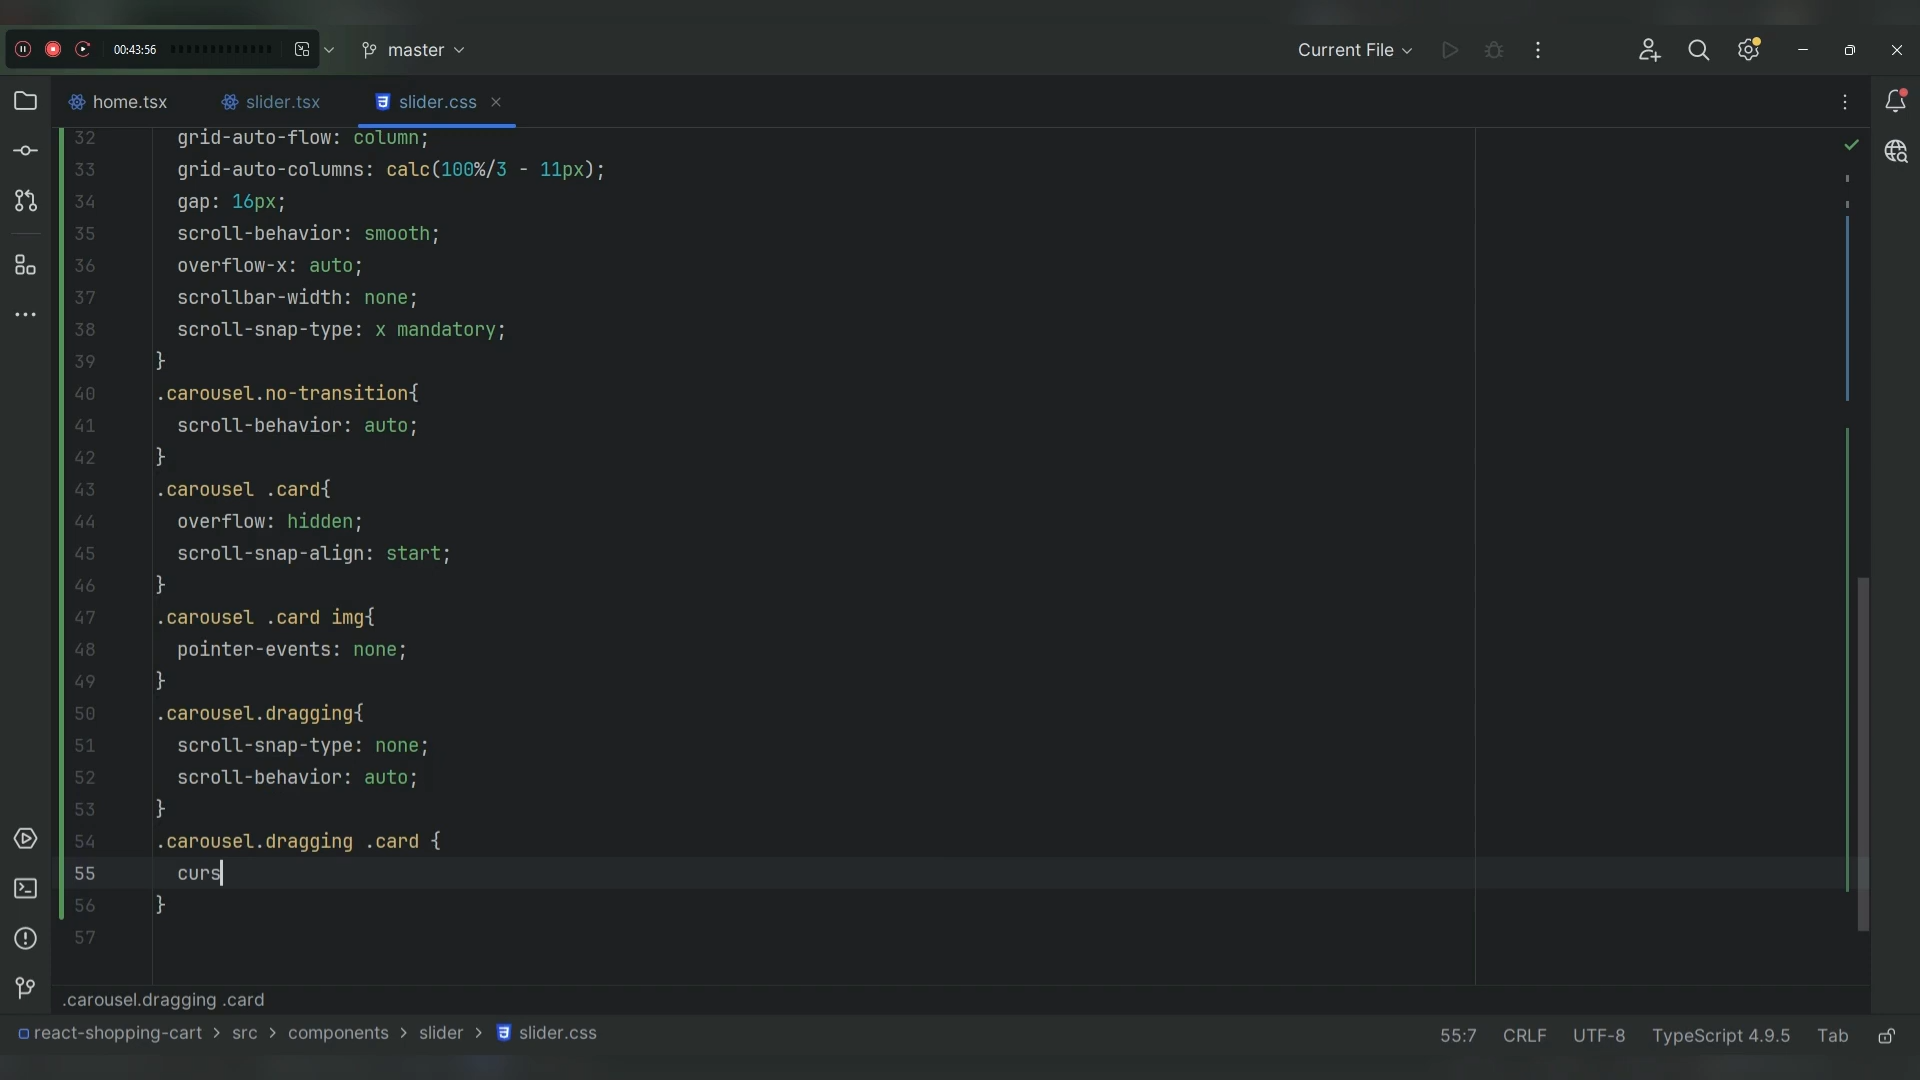 00:43:56
master
Current File
home.tsx
slider.tsx
slider.css
32 grid-auto-flow: column;
33 grid-auto-columns: calc(100%/3 - 11px);
34 gap: 16px;
35 scroll-behavior: smooth;
36 overflow-x: auto;
37 scrollbar-width: none;
38 scroll-snap-type: x mandatory;
39 }
40 .carousel.no-transition{
41 scroll-behavior: auto;
42 }
43 .carousel .card{
44 overflow: hidden;
45 scroll-snap-align: start;
46 }
47 .carousel .card img{
48 pointer-events: none;
49 }
50 .carousel.dragging{
51 scroll-snap-type: none;
52 scroll-behavior: auto;
53 }
54 .carousel.dragging .card {
55 curs
56 }
57
.carousel.dragging .card
react-shopping-cart > src > components > slider > slider.css
55:7 CRLF UTF-8 TypeScript 4.9.5 Tab